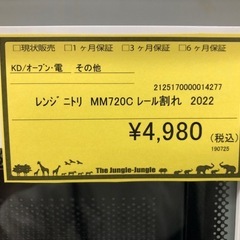 □現状販売 □1ヶ月保証 □3ヶ月保証 □6ヶ月保証
KD/オーブン・電 その他
2125170000014277
レンジニトリ MM720C レール割れ 2022
¥4,980 (税込)
190725
The Jungle-Jungle